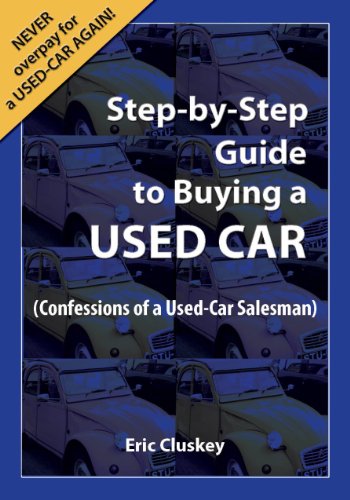 NEVER
overpay for
a USED-CAR AGAIN!
Step-by-Step
Guide
to Buying a
USED CAR
(Confessions of a Used-Car Salesman)
Eric Cluskey